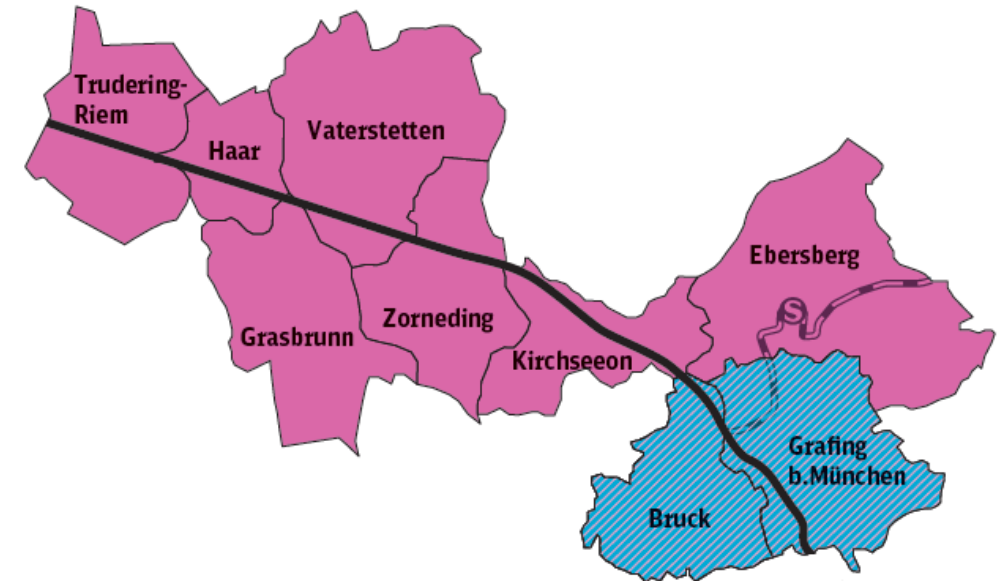 Trudering-
Riem
Haar
Vaterstetten
Ebersberg
S
Zorneding
Grasbrunn
Kirchseeon
Grafing
b.München
Bruck